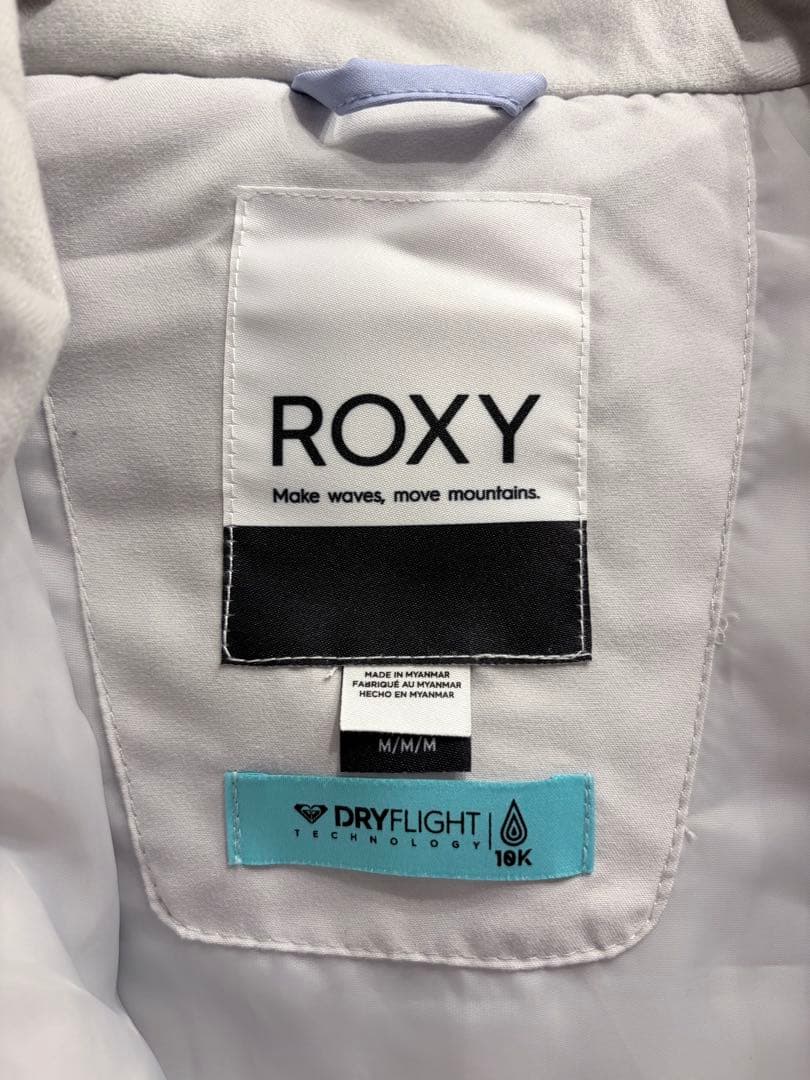 ROXY
Make waves, move mountains.
MADE IN MYANMAR
FABRIQUÉ AU MYANMAR
HECHO EN MYANMAR
M/M/M
DRYFLIGHT
TECHNOLOGY
10K